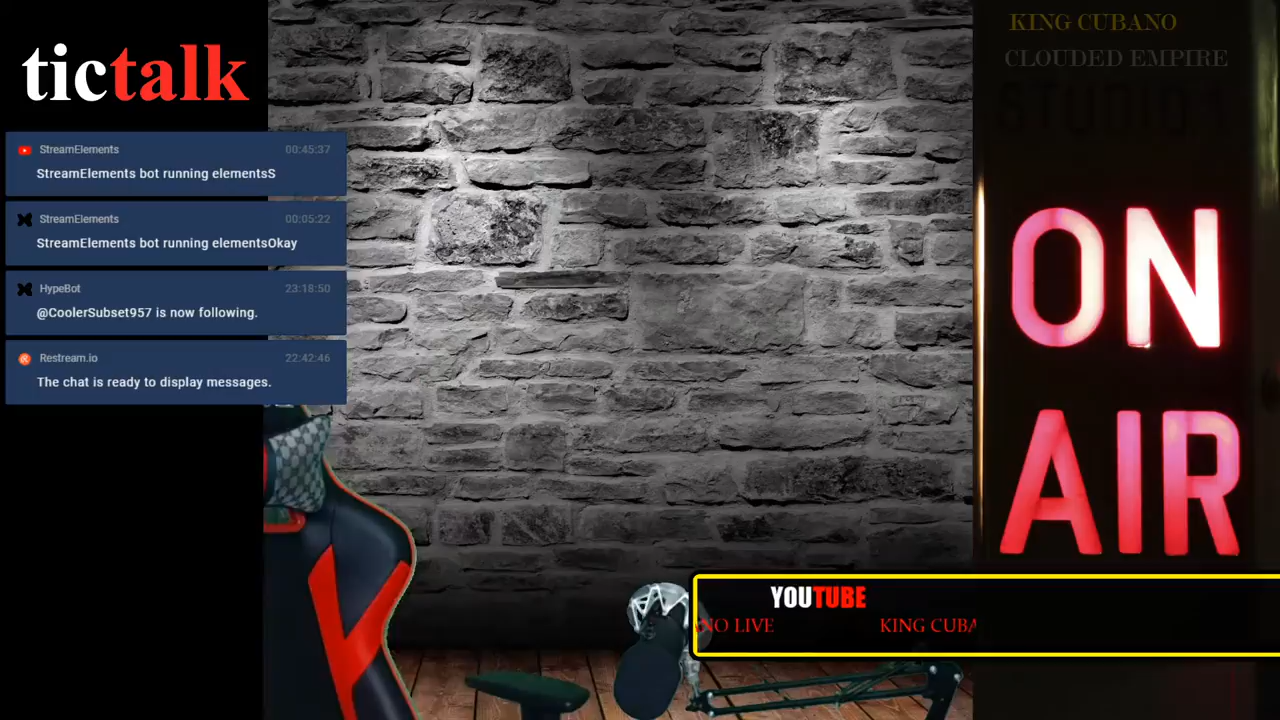 tictalk
StreamElements 00:45:37
StreamElements bot running elementsS
StreamElements 00:05:22
StreamElements bot running elementsOkay
HypeBot 23:18:50
@CoolerSubset957 is now following.
Restream.io 22:42:46
The chat is ready to display messages.
KING CUBANO
CLOUDED EMPIRE
STUDIO 1
ON
AIR
YOUTUBE
NO LIVE KING CUBA